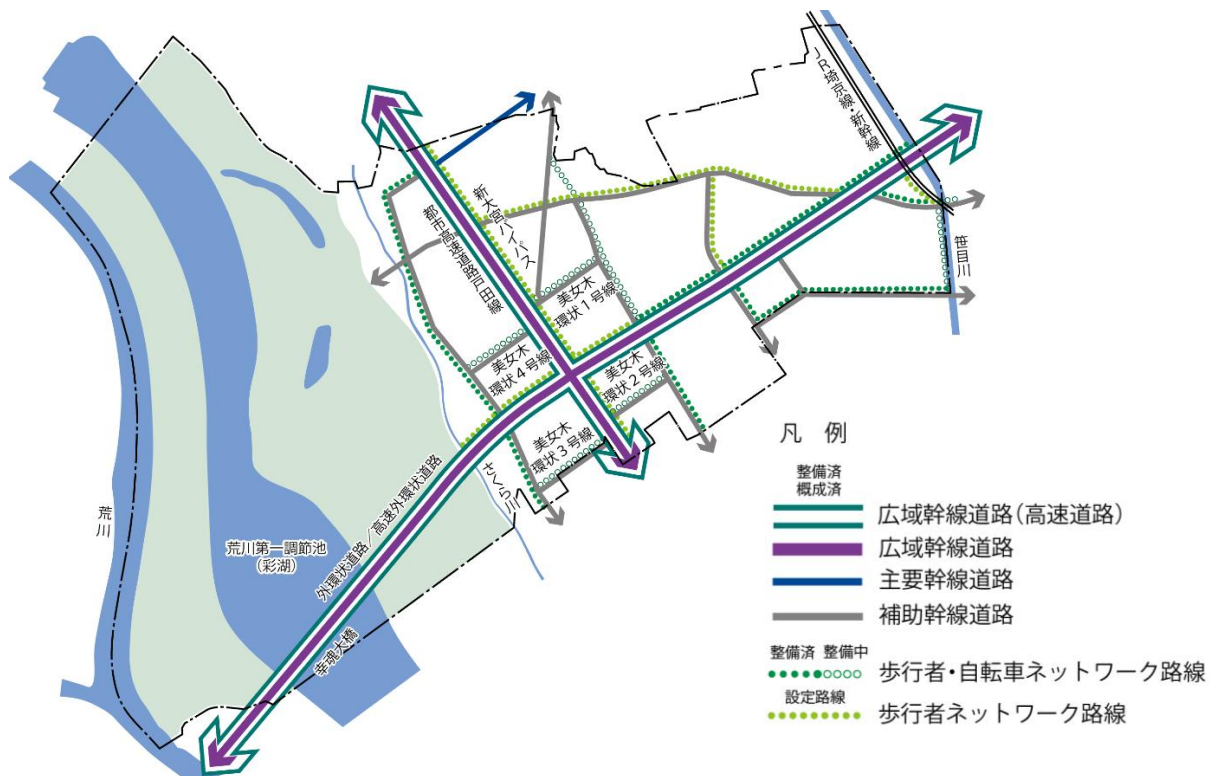 JR埼京線・新幹線
新大宮バイパス
都市高速道路戸田線
笹目川
美女木
環状1号線
美女木
環状4号線
美女木
環状2号線
美女木
環状3号線
さくら川
外環状道路／高速外環状道路
荒川
荒川第一調節池
（彩湖）
幸魂大橋
凡 例
整備済
概成済
広域幹線道路（高速道路）
広域幹線道路
主要幹線道路
補助幹線道路
整備済 整備中
歩行者・自転車ネットワーク路線
設定路線
歩行者ネットワーク路線